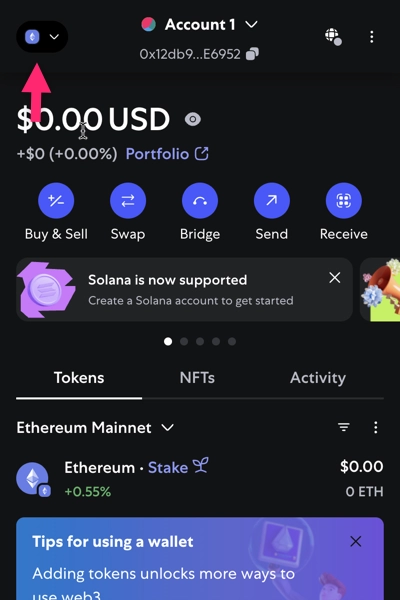 Account 1
0x12db9...E6952
$0.00 USD
+$0 (+0.00%) Portfolio
Buy & Sell Swap Bridge Send Receive
Solana is now supported
Create a Solana account to get started
Tokens NFTs Activity
Ethereum Mainnet
Ethereum • Stake $0.00
+0.55% 0 ETH
Tips for using a wallet
Adding tokens unlocks more ways to
use web3.